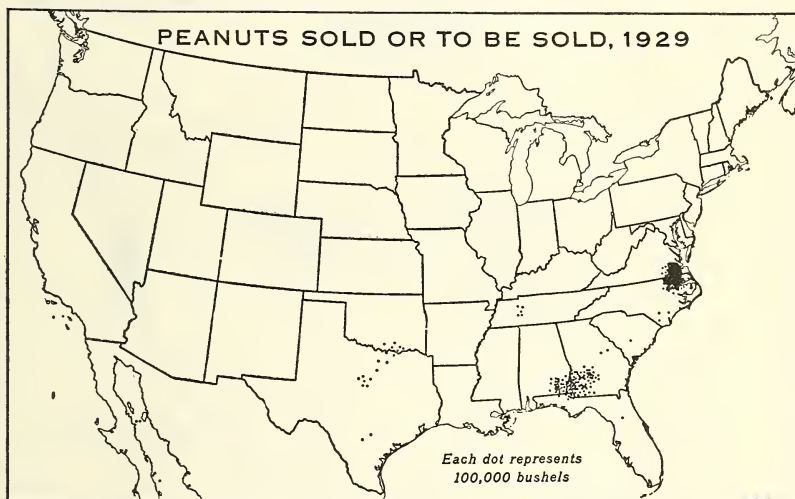 PEANUTS SOLD OR TO BE SOLD, 1929
Each dot represents
100,000 bushels